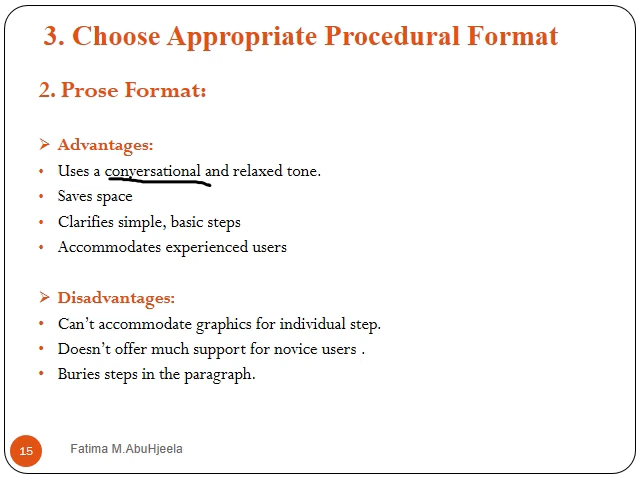 3. Choose Appropriate Procedural Format
2. Prose Format:
➢ Advantages:
• Uses a conversational and relaxed tone.
• Saves space
• Clarifies simple, basic steps
• Accommodates experienced users
➢ Disadvantages:
• Can't accommodate graphics for individual step.
• Doesn't offer much support for novice users .
• Buries steps in the paragraph.
15 Fatima M.AbuHjeela